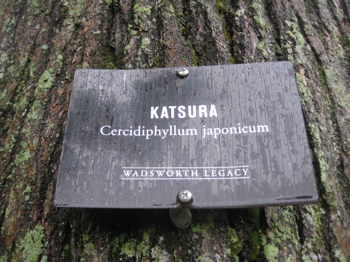 KATSURA
Cercidiphyllum japonicum
WADSWORTH LEGACY